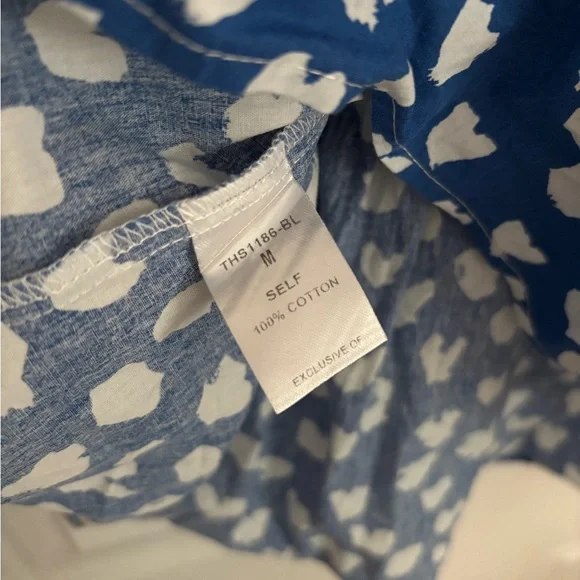 THS1186-BL
M
SELF
100% COTTON
EXCLUSIVE OF